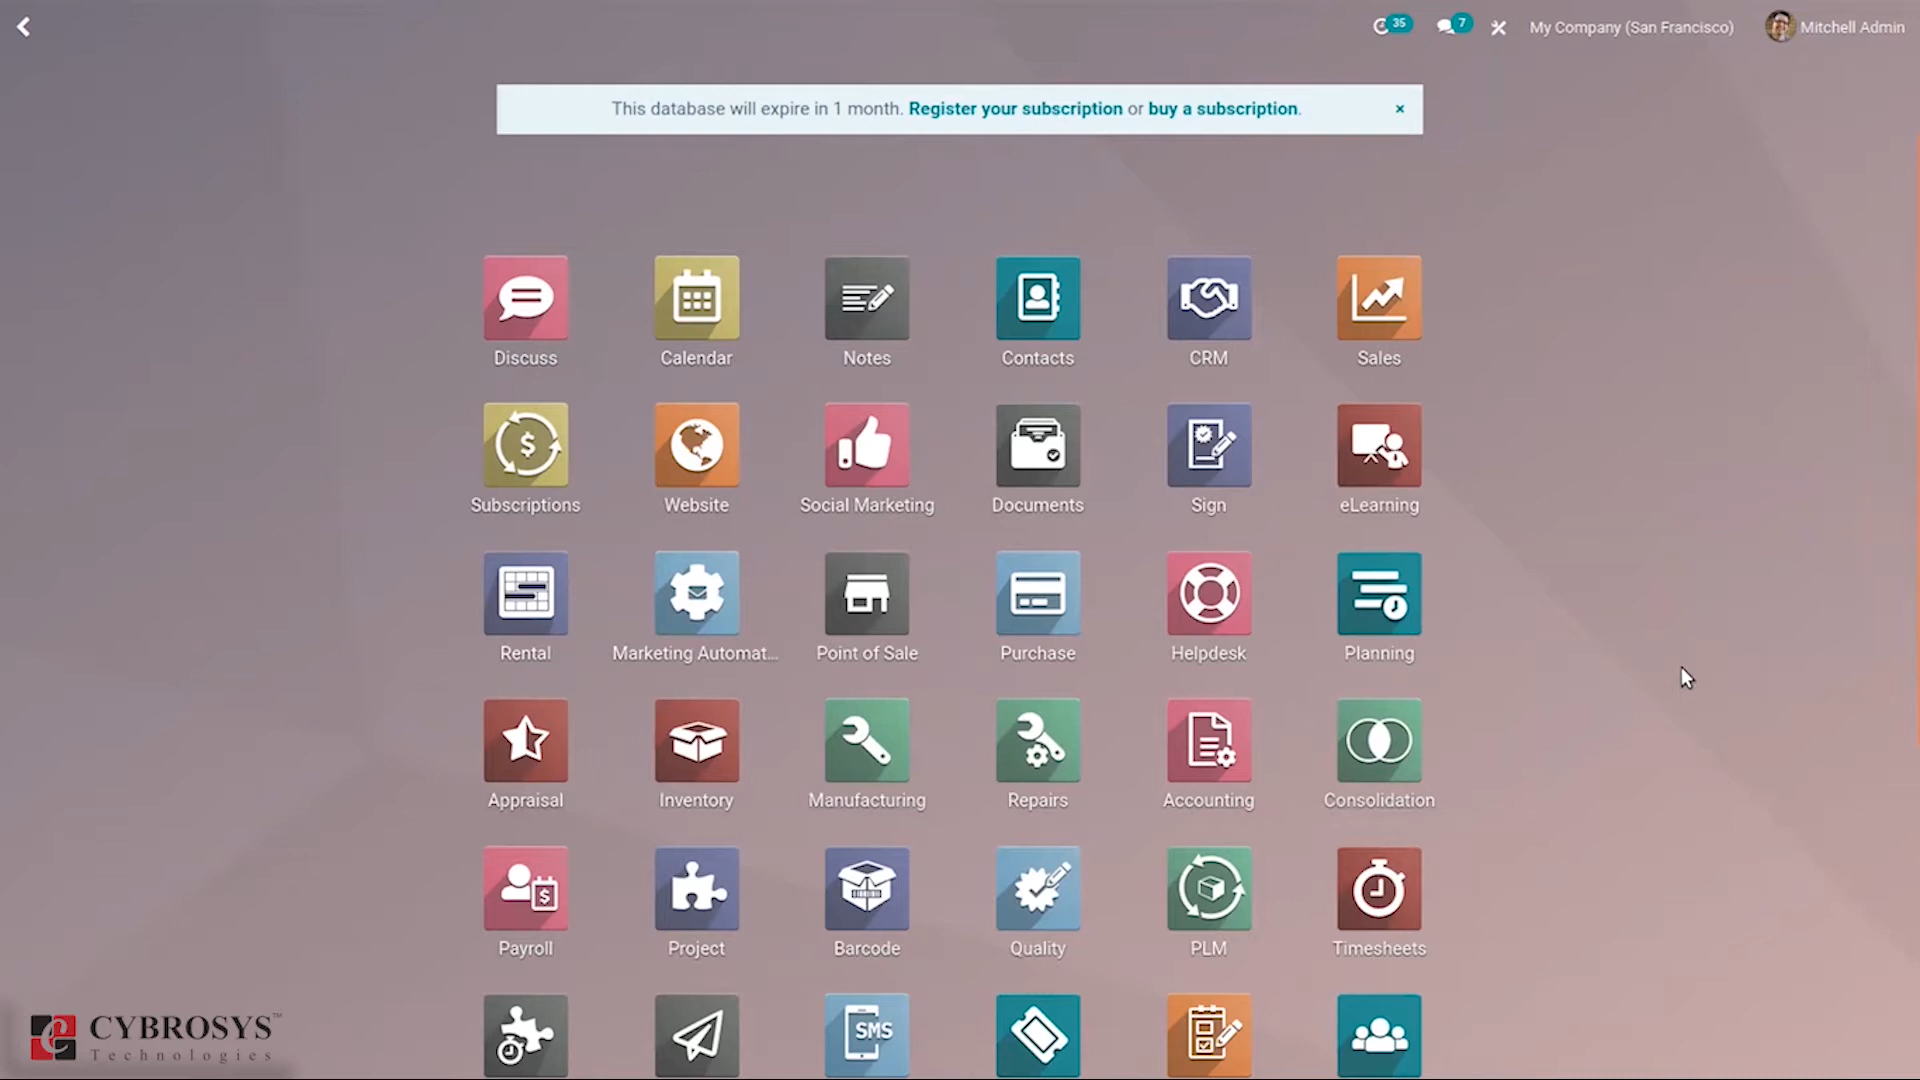 35
7
My Company (San Francisco)
Mitchell Admin
This database will expire in 1 month. Register your subscription or buy a subscription.
×
Discuss
Calendar
Notes
Contacts
CRM
Sales
$
Subscriptions
Website
Social Marketing
Documents
Sign
eLearning
Rental
Marketing Automat...
Point of Sale
Purchase
Helpdesk
Planning
Appraisal
Inventory
Manufacturing
Repairs
Accounting
Consolidation
$
Payroll
Project
Barcode
Quality
PLM
Timesheets
SMS
CYBROSYS™
Technologies